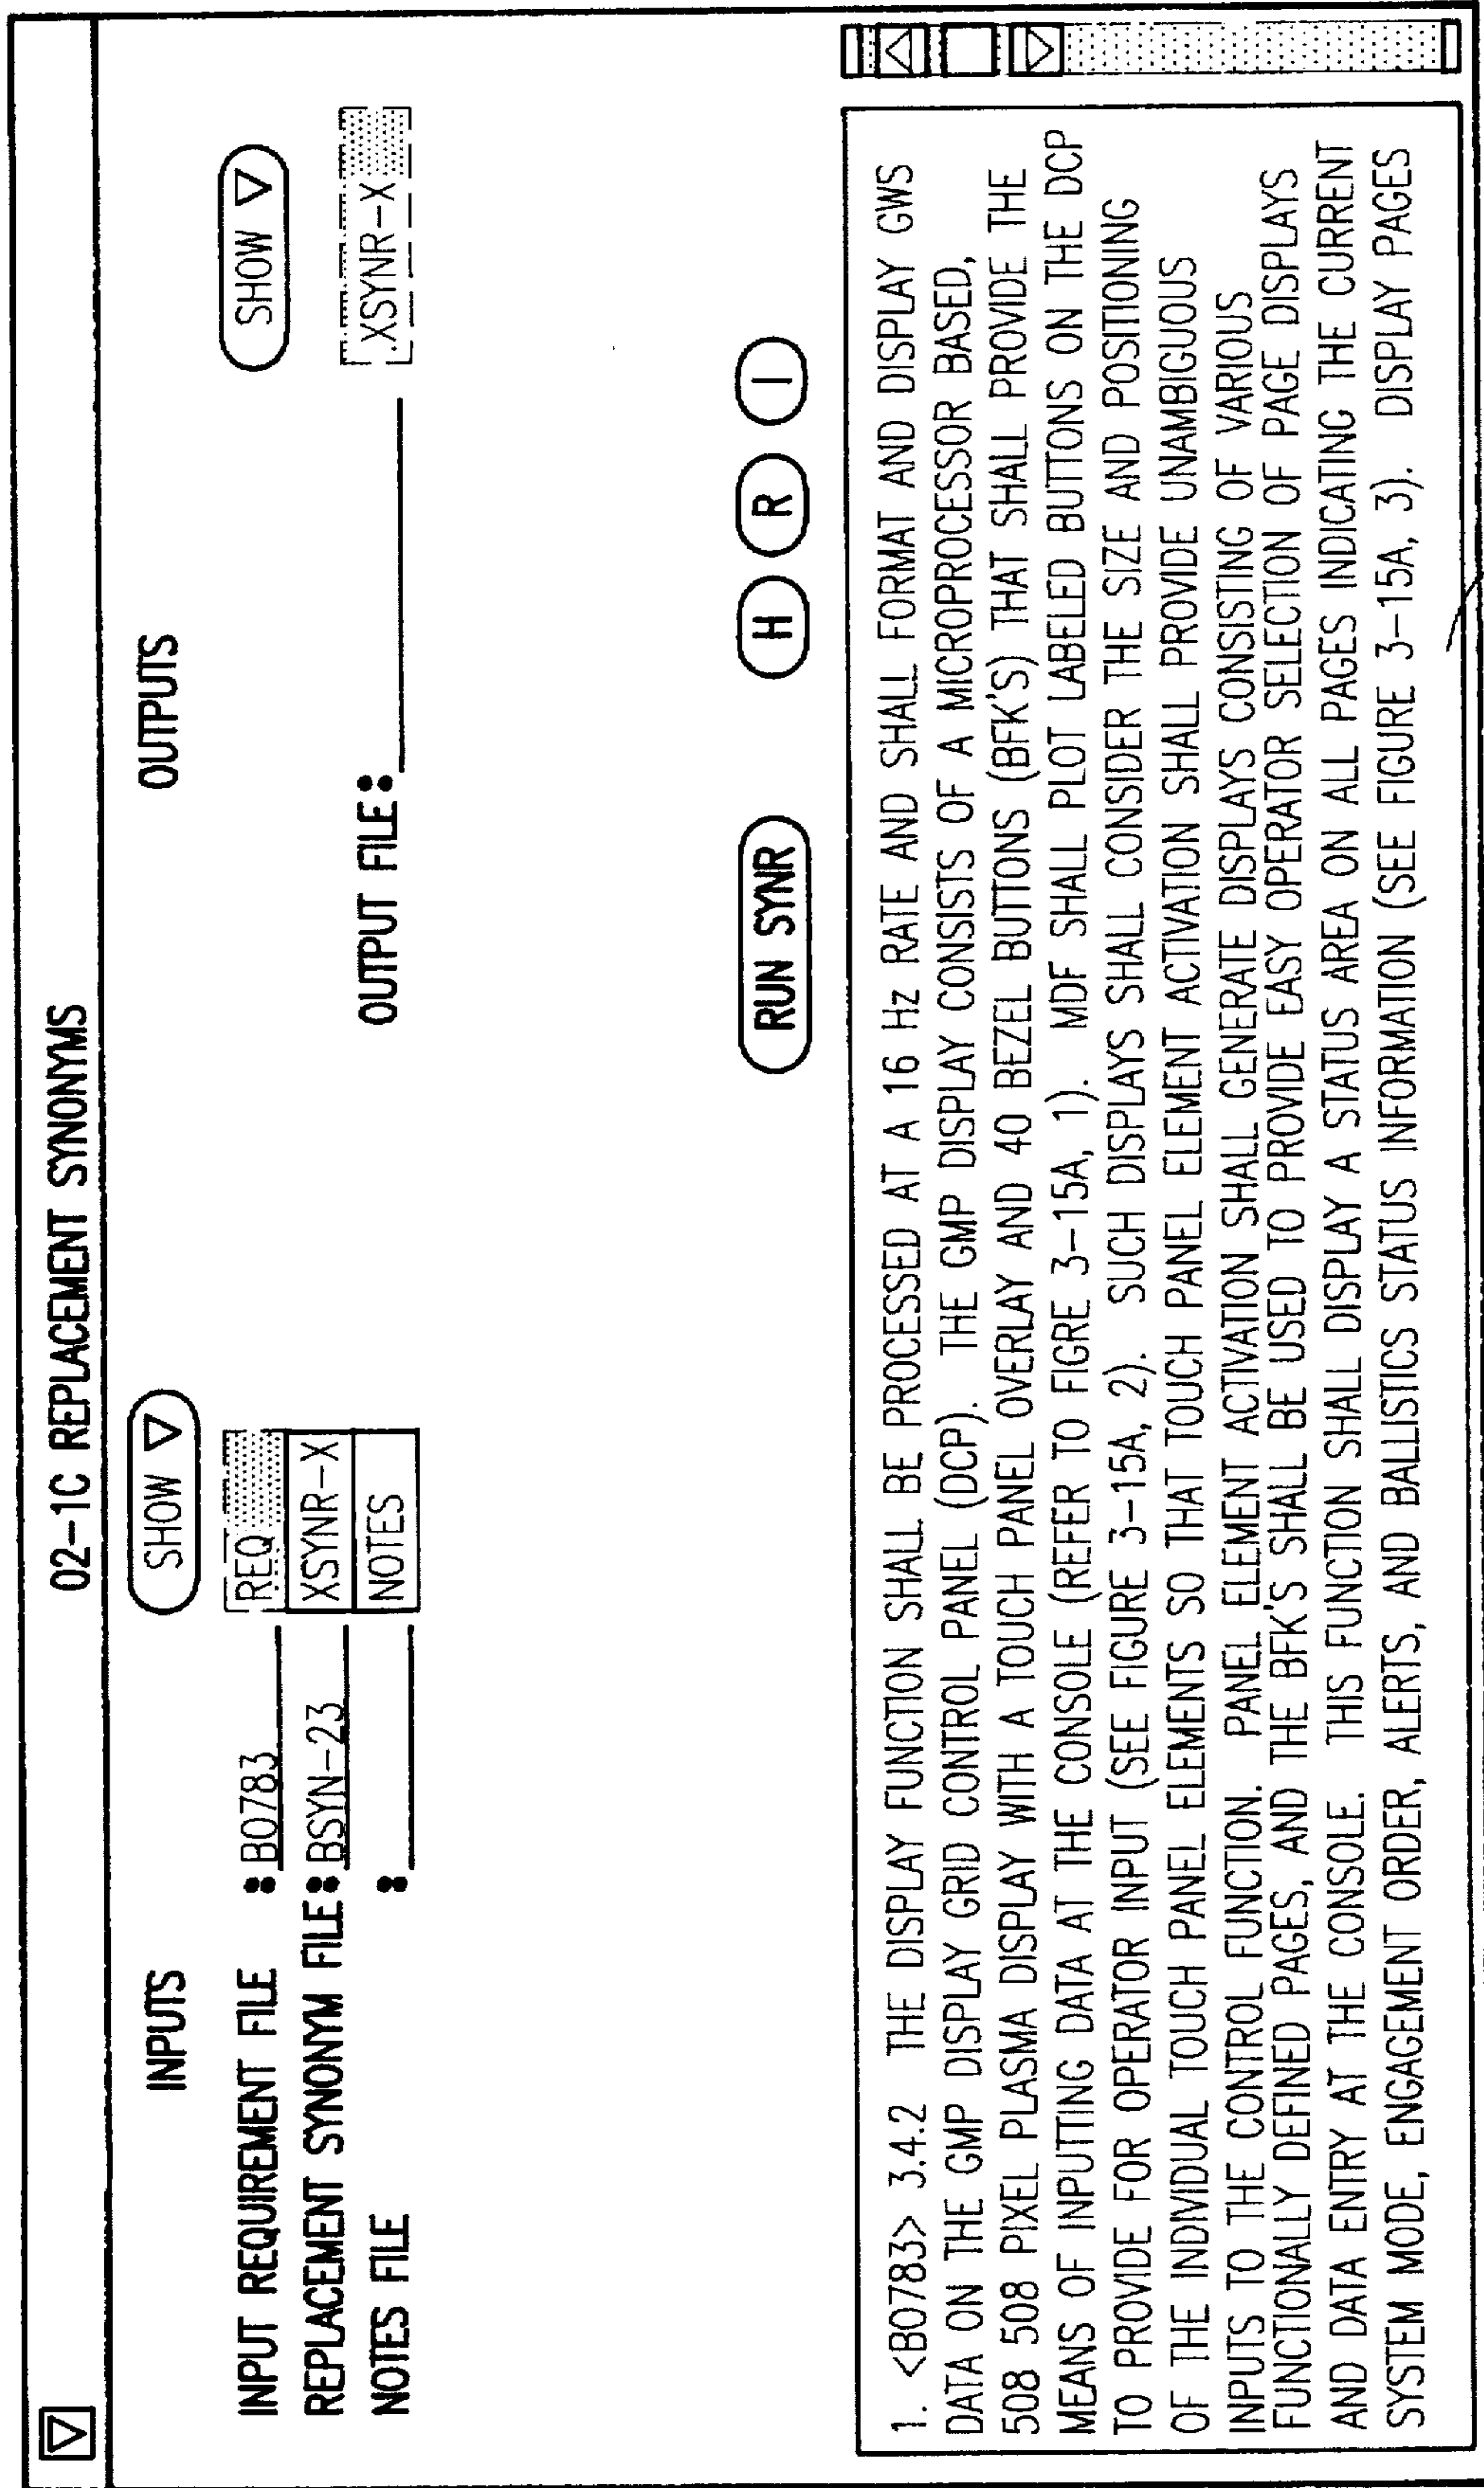 02-1C REPLACEMENT SYNONYMS
INPUTS
SHOW
INPUT REQUIREMENT FILE : B0783 REQ
REPLACEMENT SYNONYM FILE: BSYN-23 XSYNR-X
NOTES FILE : NOTES
OUTPUTS
SHOW
OUTPUT FILE: .XSYNR-X
RUN SYNR H R I
1. <B0783> 3.4.2 THE DISPLAY FUNCTION SHALL BE PROCESSED AT A 16 Hz RATE AND SHALL FORMAT AND DISPLAY GWS
DATA ON THE GMP DISPLAY GRID CONTROL PANEL (DCP). THE GMP DISPLAY CONSISTS OF A MICROPROCESSOR BASED,
508 508 PIXEL PLASMA DISPLAY WITH A TOUCH PANEL OVERLAY AND 40 BEZEL BUTTONS (BFK'S) THAT SHALL PROVIDE THE
MEANS OF INPUTTING DATA AT THE CONSOLE (REFER TO FIGRE 3-15A, 1). MDF SHALL PLOT LABELED BUTTONS ON THE DCP
TO PROVIDE FOR OPERATOR INPUT (SEE FIGURE 3-15A, 2). SUCH DISPLAYS SHALL CONSIDER THE SIZE AND POSITIONING
OF THE INDIVIDUAL TOUCH PANEL ELEMENTS SO THAT TOUCH PANEL ELEMENT ACTIVATION SHALL PROVIDE UNAMBIGUOUS
INPUTS TO THE CONTROL FUNCTION. PANEL ELEMENT ACTIVATION SHALL GENERATE DISPLAYS CONSISTING OF VARIOUS
FUNCTIONALLY DEFINED PAGES, AND THE BFK'S SHALL BE USED TO PROVIDE EASY OPERATOR SELECTION OF PAGE DISPLAYS
AND DATA ENTRY AT THE CONSOLE. THIS FUNCTION SHALL DISPLAY A STATUS AREA ON ALL PAGES INDICATING THE CURRENT
SYSTEM MODE, ENGAGEMENT ORDER, ALERTS, AND BALLISTICS STATUS INFORMATION (SEE FIGURE 3-15A, 3). DISPLAY PAGES